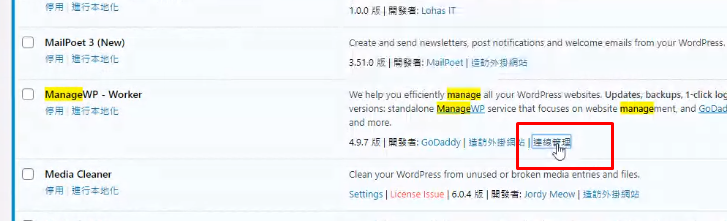 停用 | 進行本地化
1.0.0 版 | 開發者: Lohas IT
MailPoet 3 (New)
停用 | 進行本地化
Create and send newsletters, post notifications and welcome emails from your WordPress.
3.51.0 版 | 開發者: MailPoet | 造訪外掛網站
ManageWP - Worker
停用 | 進行本地化
We help you efficiently manage all your WordPress websites. Updates, backups, 1-click log
versions: standalone ManageWP service that focuses on website management, and GoDa
and more.
4.9.7 版 | 開發者: GoDaddy | 造訪外掛網站 | 連線管理
Media Cleaner
停用 | 進行本地化
Clean your WordPress from unused or broken media entries and files.
Settings | License Issue | 6.0.4 版 | 開發者: Jordy Meow | 造訪外掛網站